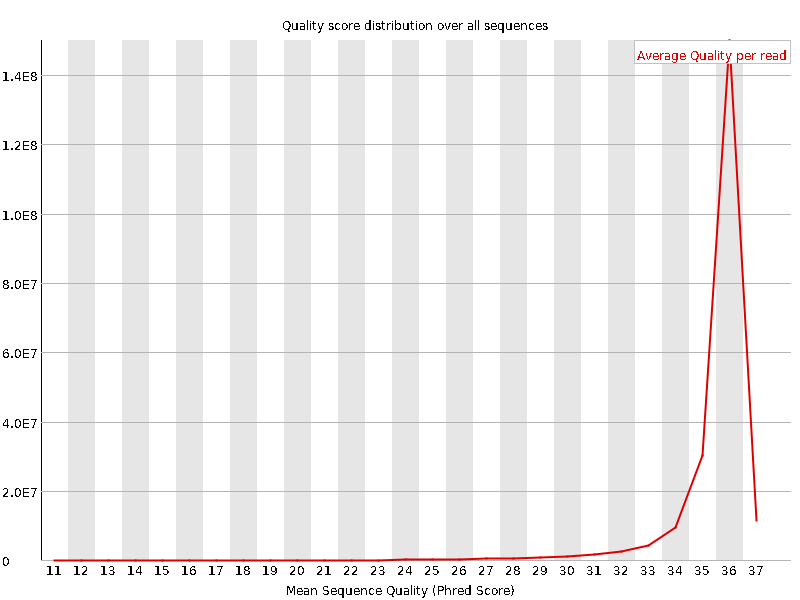 Quality score distribution over all sequences
Average Quality per read
1.4E8
1.2E8
1.0E8
8.0E7
6.0E7
4.0E7
2.0E7
0
11 12 13 14 15 16 17 18 19 20 21 22 23 24 25 26 27 28 29 30 31 32 33 34 35 36 37
Mean Sequence Quality (Phred Score)